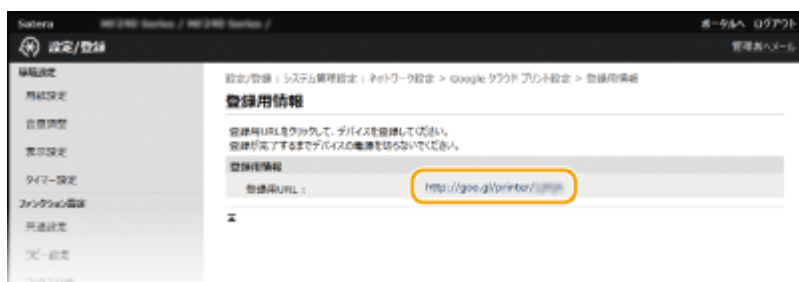 Satera MF240 Series / MF240 Series /
ポータルへ ログアウト
設定/登録
管理者へメール
環境設定
用紙設定
音量調整
表示設定
タイマー設定
ファンクション設定
共通設定
コピー設定
設定/登録 : システム管理設定 : ネットワーク設定 > Google クラウド プリント設定 > 登録用情報
登録用情報
登録用URLをクリックして、デバイスを登録してください。
登録が完了するまでデバイスの電源を切らないでください。
登録用情報
登録用URL :
http://goo.gl/printer/